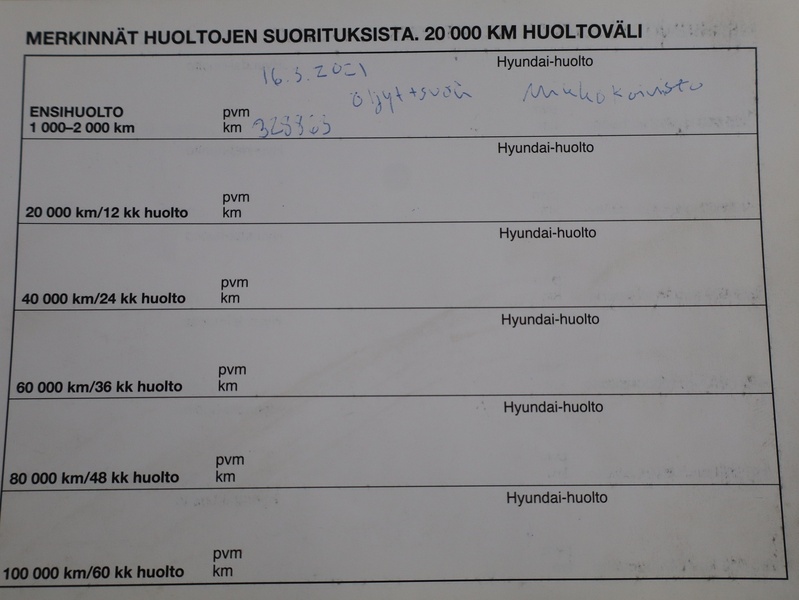 MERKINNÄT HUOLTOJEN SUORITUKSISTA. 20 000 KM HUOLTOVÄLI
Hyundai-huolto
16.3.2021
öljyt+suod. Mikko Koivisto
ENSIHUOLTO pvm
1 000–2 000 km km
Hyundai-huolto
pvm
20 000 km/12 kk huolto km
Hyundai-huolto
pvm
40 000 km/24 kk huolto km
Hyundai-huolto
pvm
60 000 km/36 kk huolto km
Hyundai-huolto
pvm
80 000 km/48 kk huolto km
Hyundai-huolto
pvm
100 000 km/60 kk huolto km